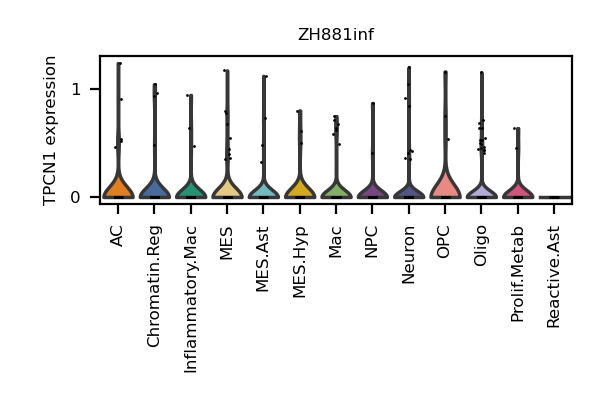 ZH881inf
TPCN1 expression
1
0
AC
Chromatin.Reg
Inflammatory.Mac
MES
MES.Ast
MES.Hyp
Mac
NPC
Neuron
OPC
Oligo
Prolif.Metab
Reactive.Ast